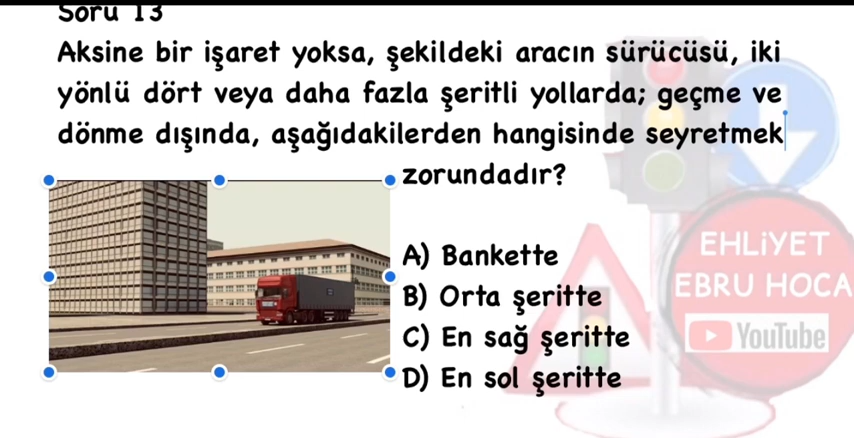 Soru 13
Aksine bir işaret yoksa, şekildeki aracın sürücüsü, iki
yönlü dört veya daha fazla şeritli yollarda; geçme ve
dönme dışında, aşağıdakilerden hangisinde seyretmek
zorundadır?
A) Bankette
B) Orta şeritte
C) En sağ şeritte
D) En sol şeritte
EHLİYET
EBRU HOCA
YouTube